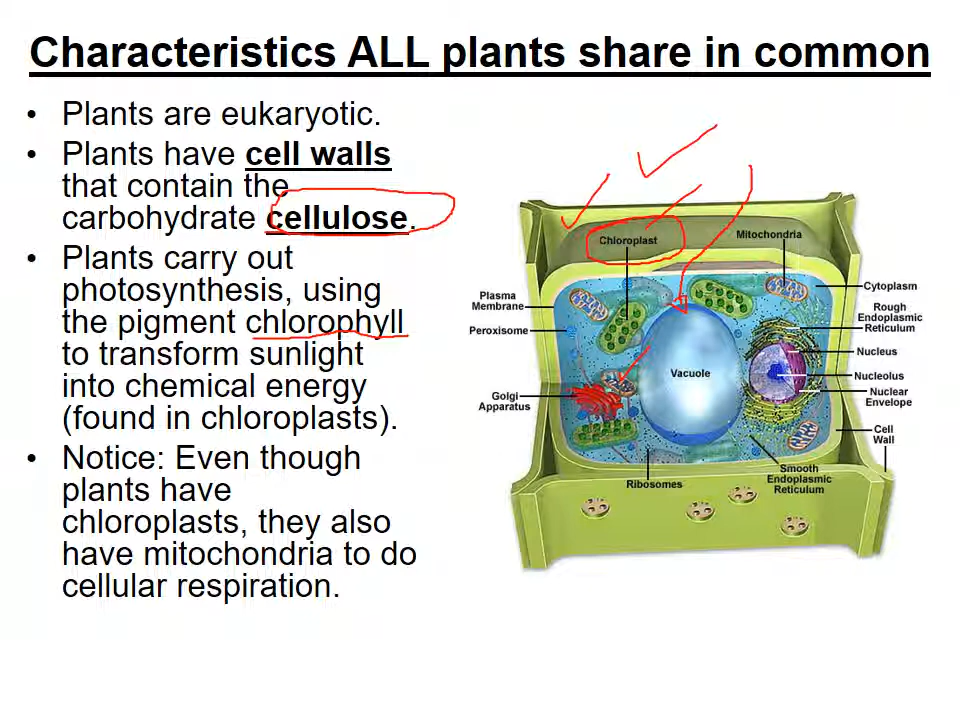 Characteristics ALL plants share in common
• Plants are eukaryotic.
• Plants have cell walls
that contain the
carbohydrate cellulose.
• Plants carry out
photosynthesis, using
the pigment chlorophyll
to transform sunlight
into chemical energy
(found in chloroplasts).
• Notice: Even though
plants have
chloroplasts, they also
have mitochondria to do
cellular respiration.
Chloroplast
Mitochondria
Cytoplasm
Plasma
Membrane
Rough
Endoplasmic
Reticulum
Peroxisome
Nucleus
Vacuole
Nucleolus
Golgi
Apparatus
Nuclear
Envelope
Cell
Wall
Ribosomes
Smooth
Endoplasmic
Reticulum